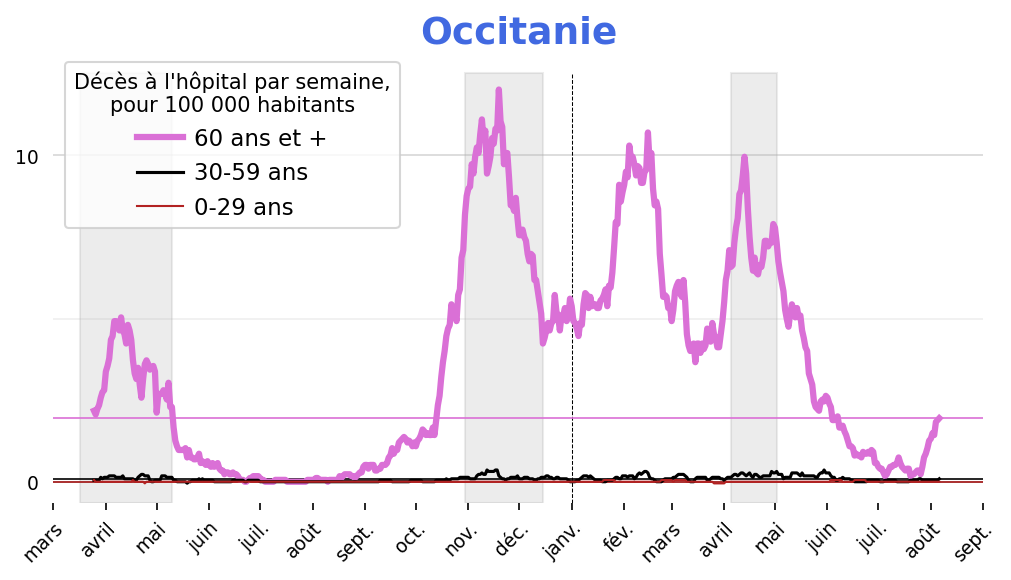 Occitanie
Décès à l'hôpital par semaine,
pour 100 000 habitants
60 ans et +
30-59 ans
0-29 ans
10
0
mars
avril
mai
juin
juil.
août
sept.
oct.
nov.
déc.
janv.
fév.
mars
avril
mai
juin
juil.
août
sept.